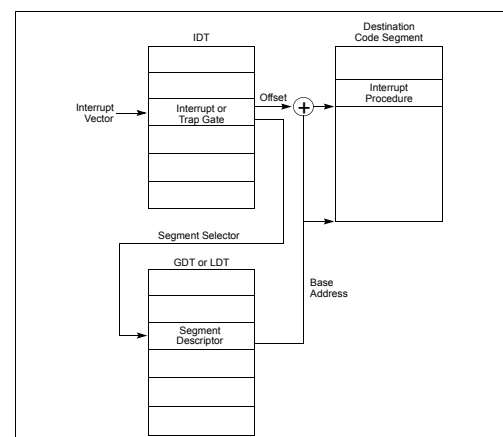 IDT
Destination
Code Segment
Interrupt
Vector
Interrupt or
Trap Gate
Offset
+
Interrupt
Procedure
Segment Selector
GDT or LDT
Base
Address
Segment
Descriptor